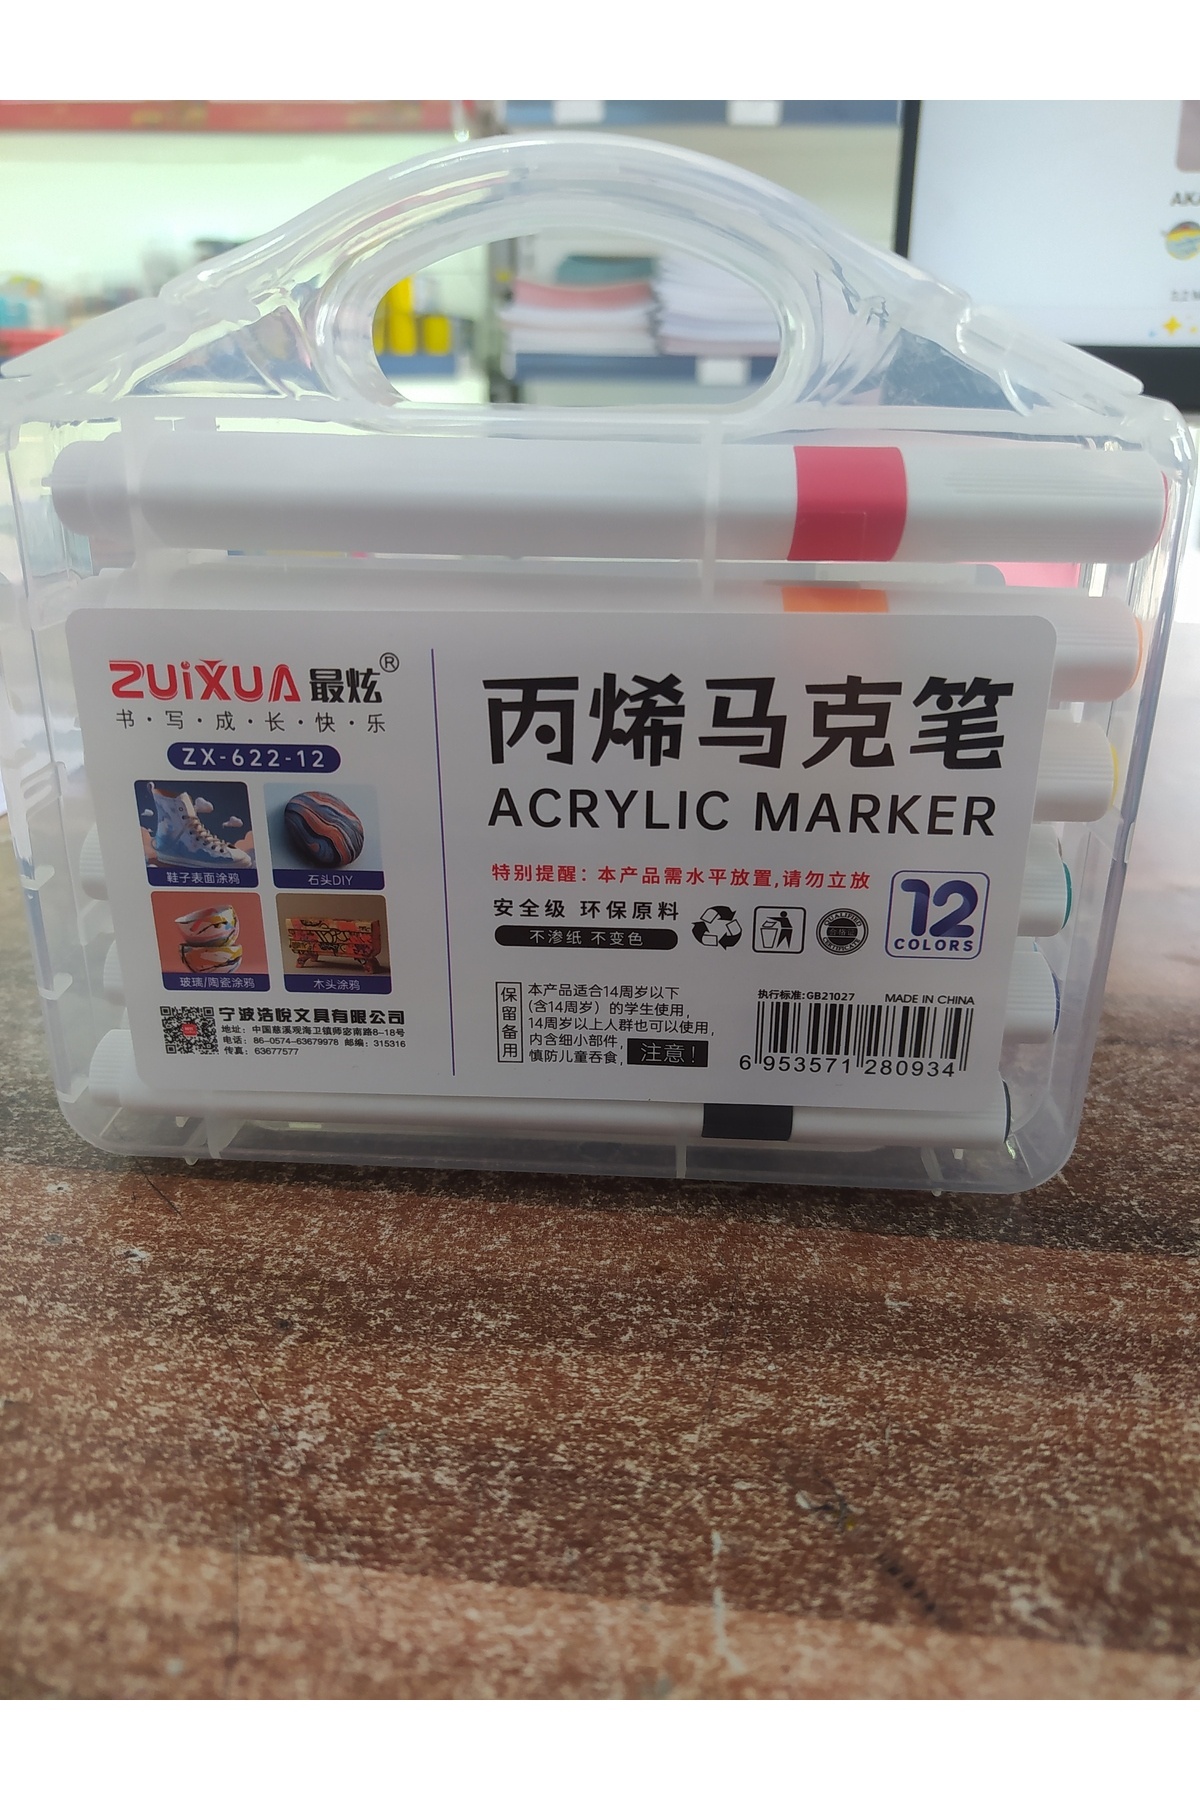 ZUiXUA 最炫®
书·写·成·长·快·乐
ZX-622-12
鞋子表面涂鸦
石头DIY
玻璃/陶瓷涂鸦
木头涂鸦
宁波浩悦文具有限公司
地址：中国慈溪观海卫镇师宓南路8-18号
电话：86-0574-63679978 邮编：315316
传真：63677577
丙烯马克笔
ACRYLIC MARKER
特别提醒：本产品需水平放置,请勿立放
安全级 环保原料
不渗纸 不变色
QUALIFIED
合格证
CERTIFICATE
12
COLORS
保留备用
本产品适合14周岁以下
(含14周岁）的学生使用，
14周岁以上人群也可以使用，
内含细小部件，
慎防儿童吞食，
注意！
执行标准:GB21027 MADE IN CHINA
6 953571 280934